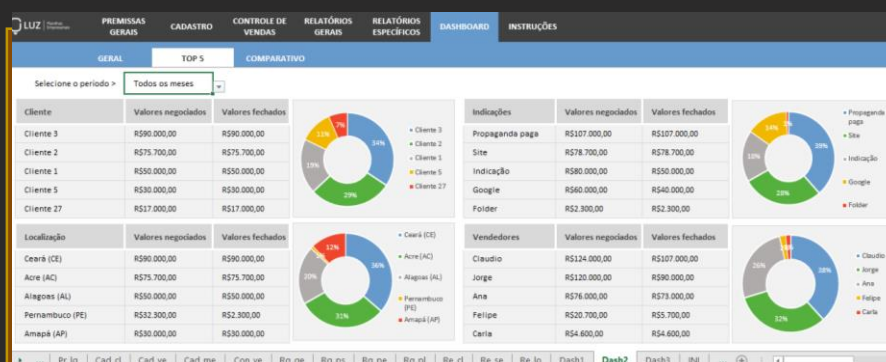 LUZ
PREMISSAS GERAIS
CADASTRO
CONTROLE DE VENDAS
RELATÓRIOS GERAIS
RELATÓRIOS ESPECÍFICOS
DASHBOARD
INSTRUÇÕES
GERAL TOP 5 COMPARATIVO
Selecione o período > Todos os meses
Cliente Valores negociados Valores fechados
Cliente 3 R$90.000,00 R$90.000,00
Cliente 2 R$75.700,00 R$75.700,00
Cliente 1 R$50.000,00 R$50.000,00
Cliente 5 R$30.000,00 R$30.000,00
Cliente 27 R$17.000,00 R$17.000,00
7%
11%
34%
19%
29%
Cliente 3
Cliente 2
Cliente 1
Cliente 5
Cliente 27
Indicações Valores negociados Valores fechados
Propaganda paga R$107.000,00 R$107.000,00
Site R$78.700,00 R$78.700,00
Indicação R$80.000,00 R$50.000,00
Google R$60.000,00 R$40.000,00
Folder R$2.300,00 R$2.300,00
14%
39%
18%
28%
Propaganda paga
Site
Indicação
Google
Folder
Localização Valores negociados Valores fechados
Ceará (CE) R$90.000,00 R$90.000,00
Acre (AC) R$75.700,00 R$75.700,00
Alagoas (AL) R$50.000,00 R$50.000,00
Pernambuco (PE) R$32.300,00 R$2.300,00
Amapá (AP) R$30.000,00 R$30.000,00
12%
36%
20%
31%
Ceará (CE)
Acre (AC)
Alagoas (AL)
Pernambuco (PE)
Amapá (AP)
Vendedores Valores negociados Valores fechados
Claudio R$124.000,00 R$107.000,00
Jorge R$120.000,00 R$90.000,00
Ana R$76.000,00 R$73.000,00
Felipe R$20.700,00 R$5.700,00
Carla R$4.600,00 R$4.600,00
26%
38%
32%
Claudio
Jorge
Ana
Felipe
Carla
Dash1 Dash2 Dash3 INI